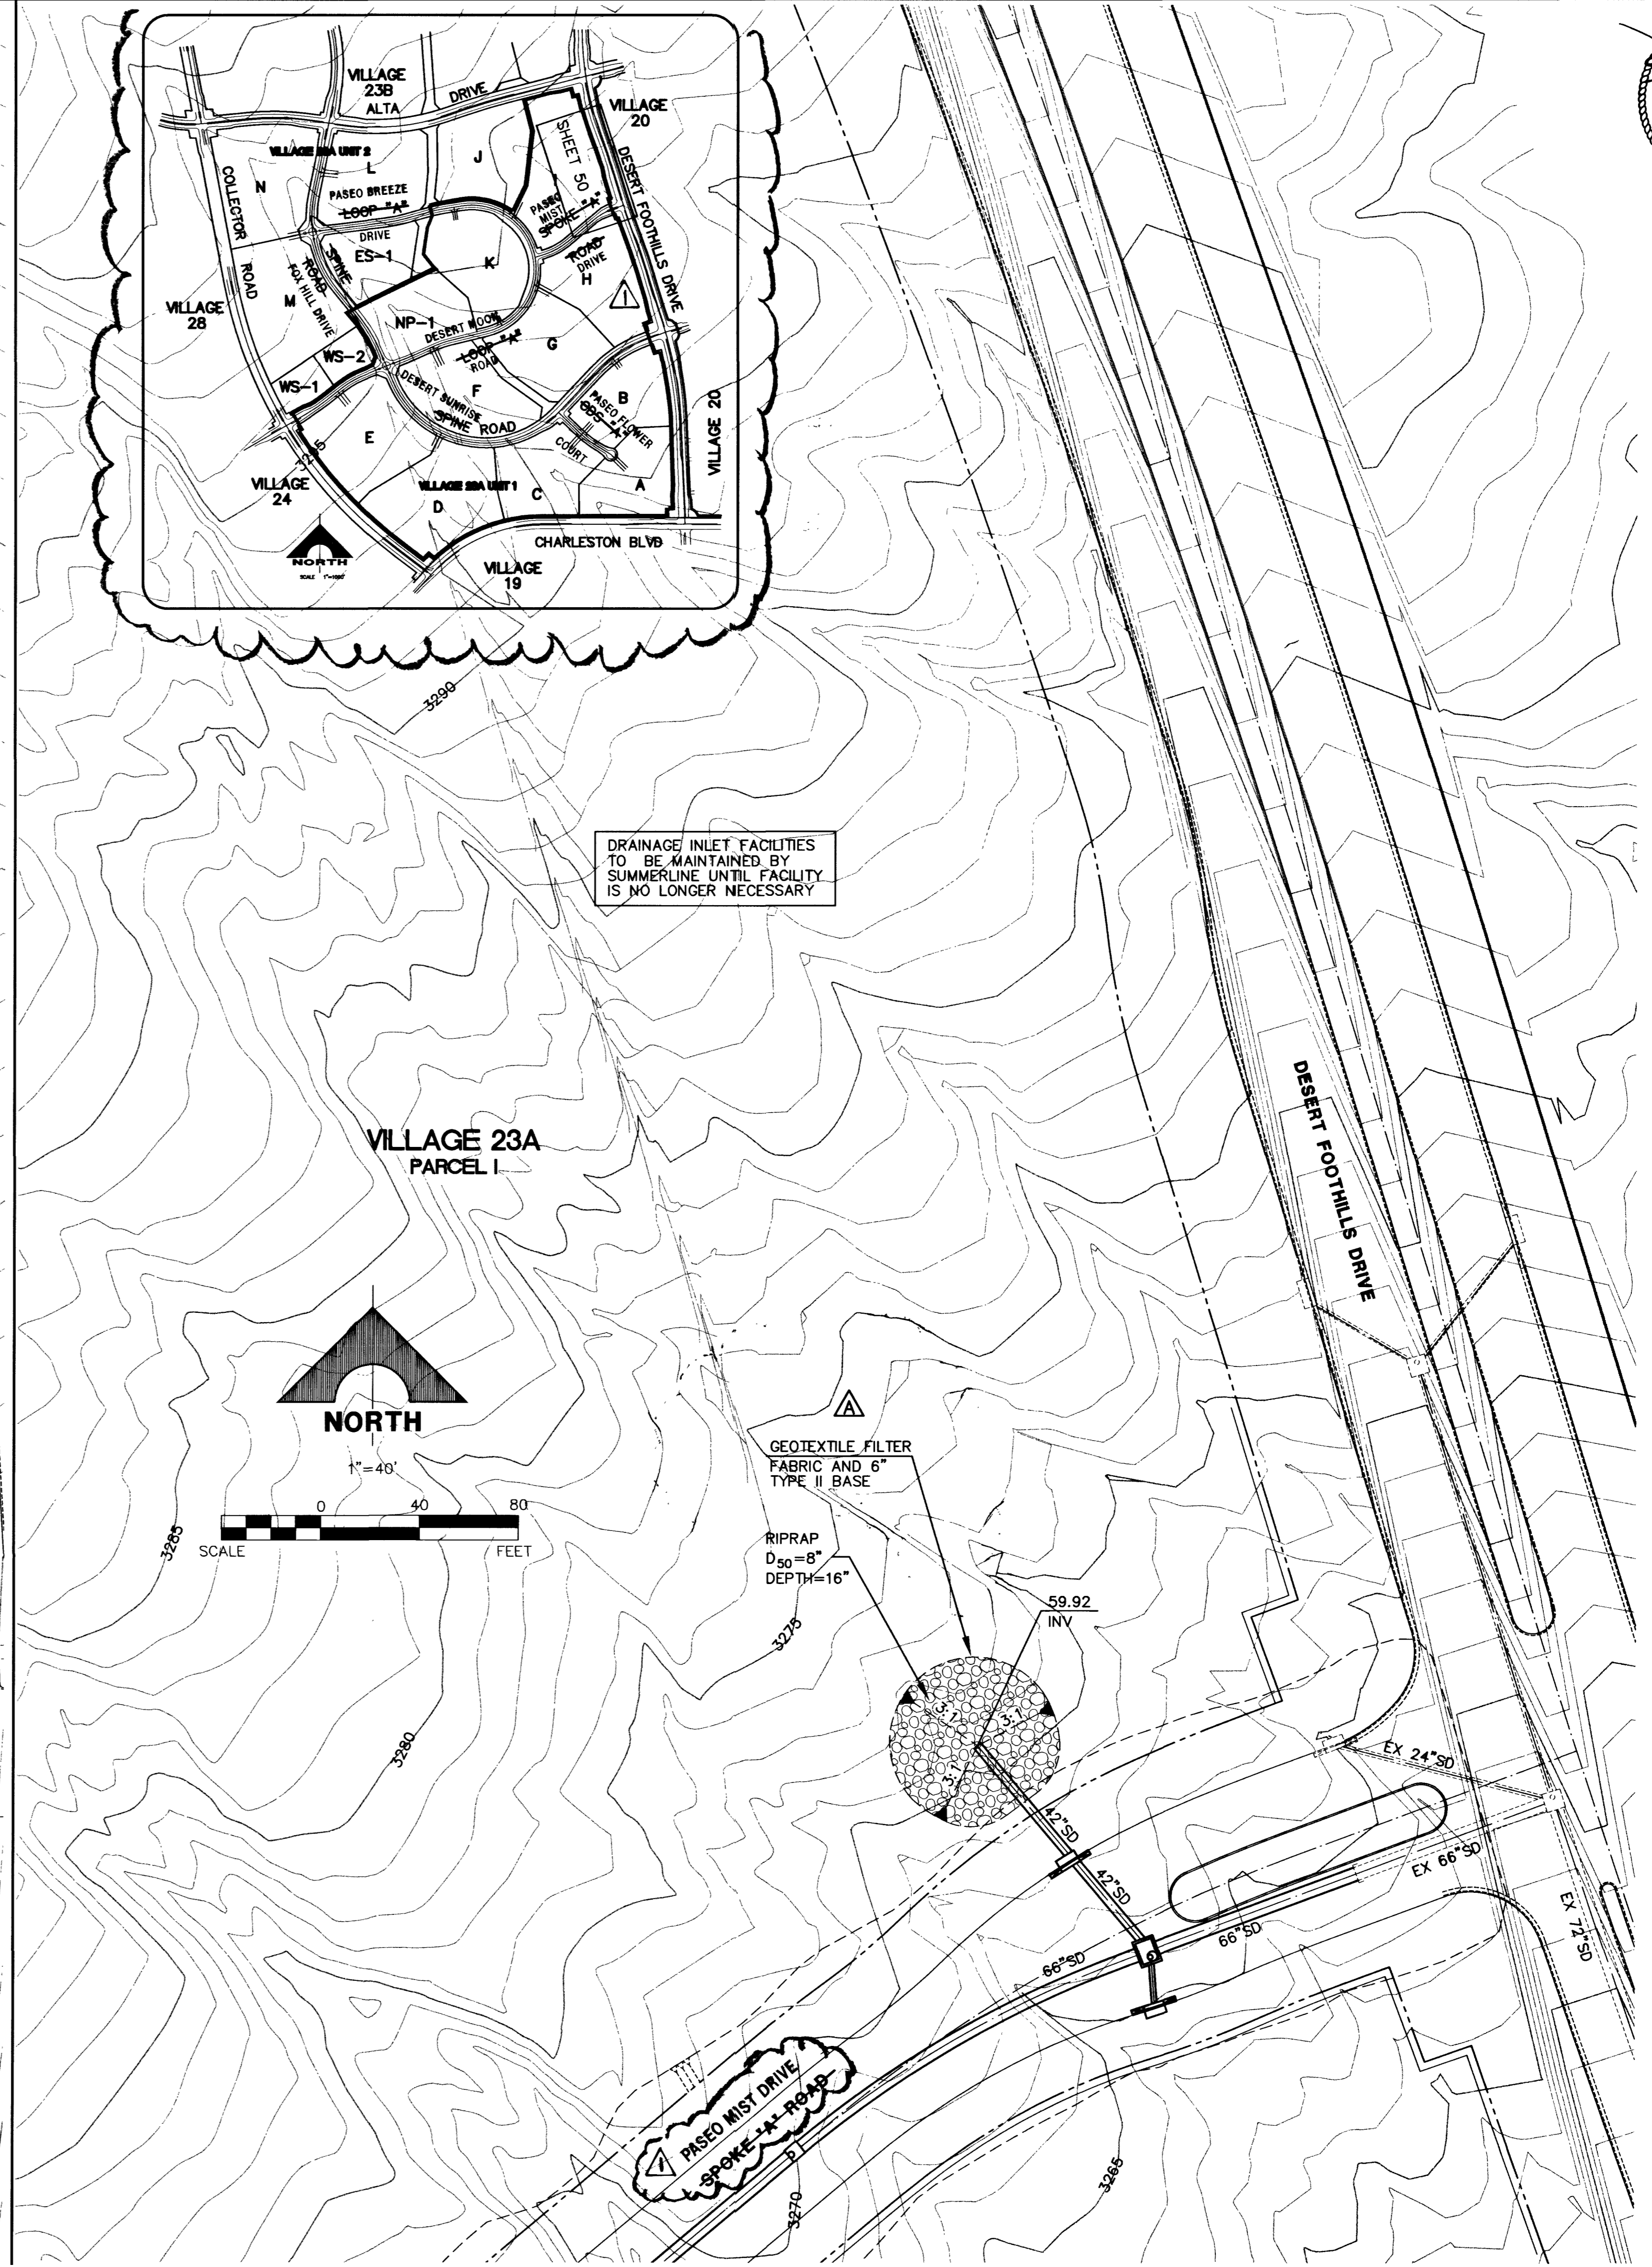 VILLAGE
23B
ALTA
DRIVE
VILLAGE
20
SHEET 50
J
L
N
PASEO BREEZE
LOOP "A"
DRIVE
ES-1
COLLECTOR ROAD
PASEO
MIST
SPOKE "A"
ROAD
DRIVE
H
1
DESERT FOOTHILLS DRIVE
K
SPINE
ROAD
FOX HILL DRIVE
M
VILLAGE
28
NP-1
DESERT MOON
LOOP "A"
ROAD
G
WS-2
WS-1
F
DESERT SUNRISE
SPINE ROAD
B
PASEO FLOWER
COURT
VILLAGE 20
E
VILLAGE
24
VILLAGE 23A UNIT 1
D
C
A
NORTH
SCALE
CHARLESTON BLVD
VILLAGE
19
3290
DRAINAGE INLET FACILITIES
TO BE MAINTAINED BY
SUMMERLINE UNTIL FACILITY
IS NO LONGER NECESSARY
DESERT FOOTHILLS DRIVE
VILLAGE 23A
PARCEL I
NORTH
1"=40'
0 40 80
SCALE FEET
3285
A
GEOTEXTILE FILTER
FABRIC AND 6"
TYPE II BASE
RIPRAP
D50=8"
DEPTH=16"
59.92
INV
3275
3:1
3:1
3:1
3280
42"SD
42"SD
EX 24"SD
EX 66"SD
EX 72"SD
66"SD
66"SD
1
PASEO MIST DRIVE
SPOKE 'A' ROAD
3270
3265